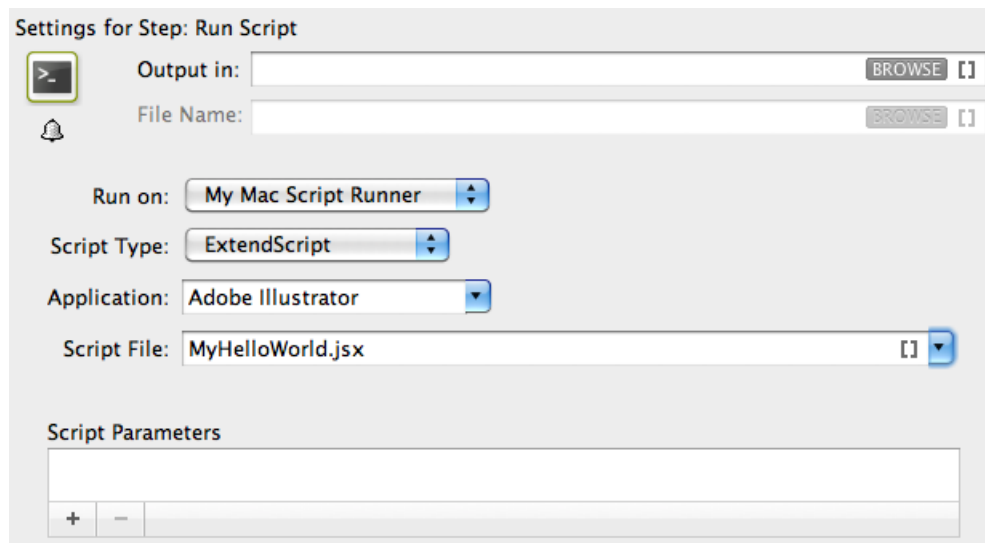 Settings for Step: Run Script
Output in: BROWSE []
File Name: BROWSE []
Run on: My Mac Script Runner
Script Type: ExtendScript
Application: Adobe Illustrator
Script File: MyHelloWorld.jsx []
Script Parameters
+ −